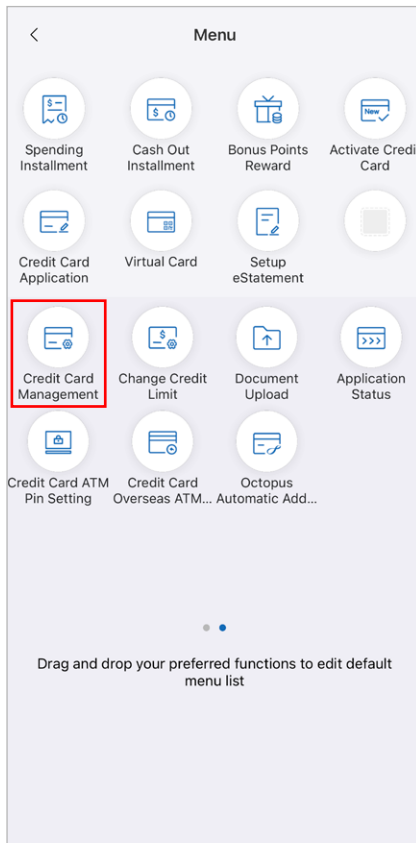 Menu
Spending
Installment
Cash Out
Installment
Bonus Points
Reward
Activate Credi
Card
New
Credit Card
Application
Virtual Card
Setup
eStatement
Credit Card
Management
Change Credit
Limit
Document
Upload
Application
Status
Credit Card ATM
Pin Setting
Credit Card
Overseas ATM...
Octopus
Automatic Add...
Drag and drop your preferred functions to edit default
menu list